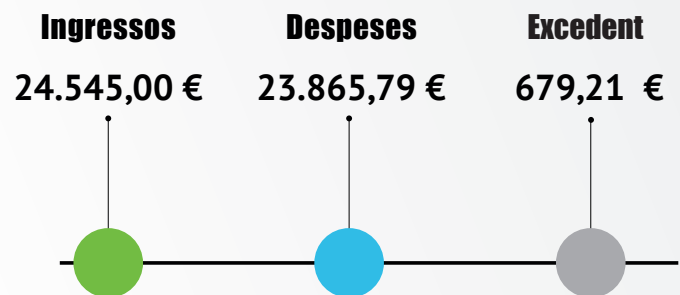 Ingressos Despeses Excedent
24.545,00 € 23.865,79 € 679,21 €